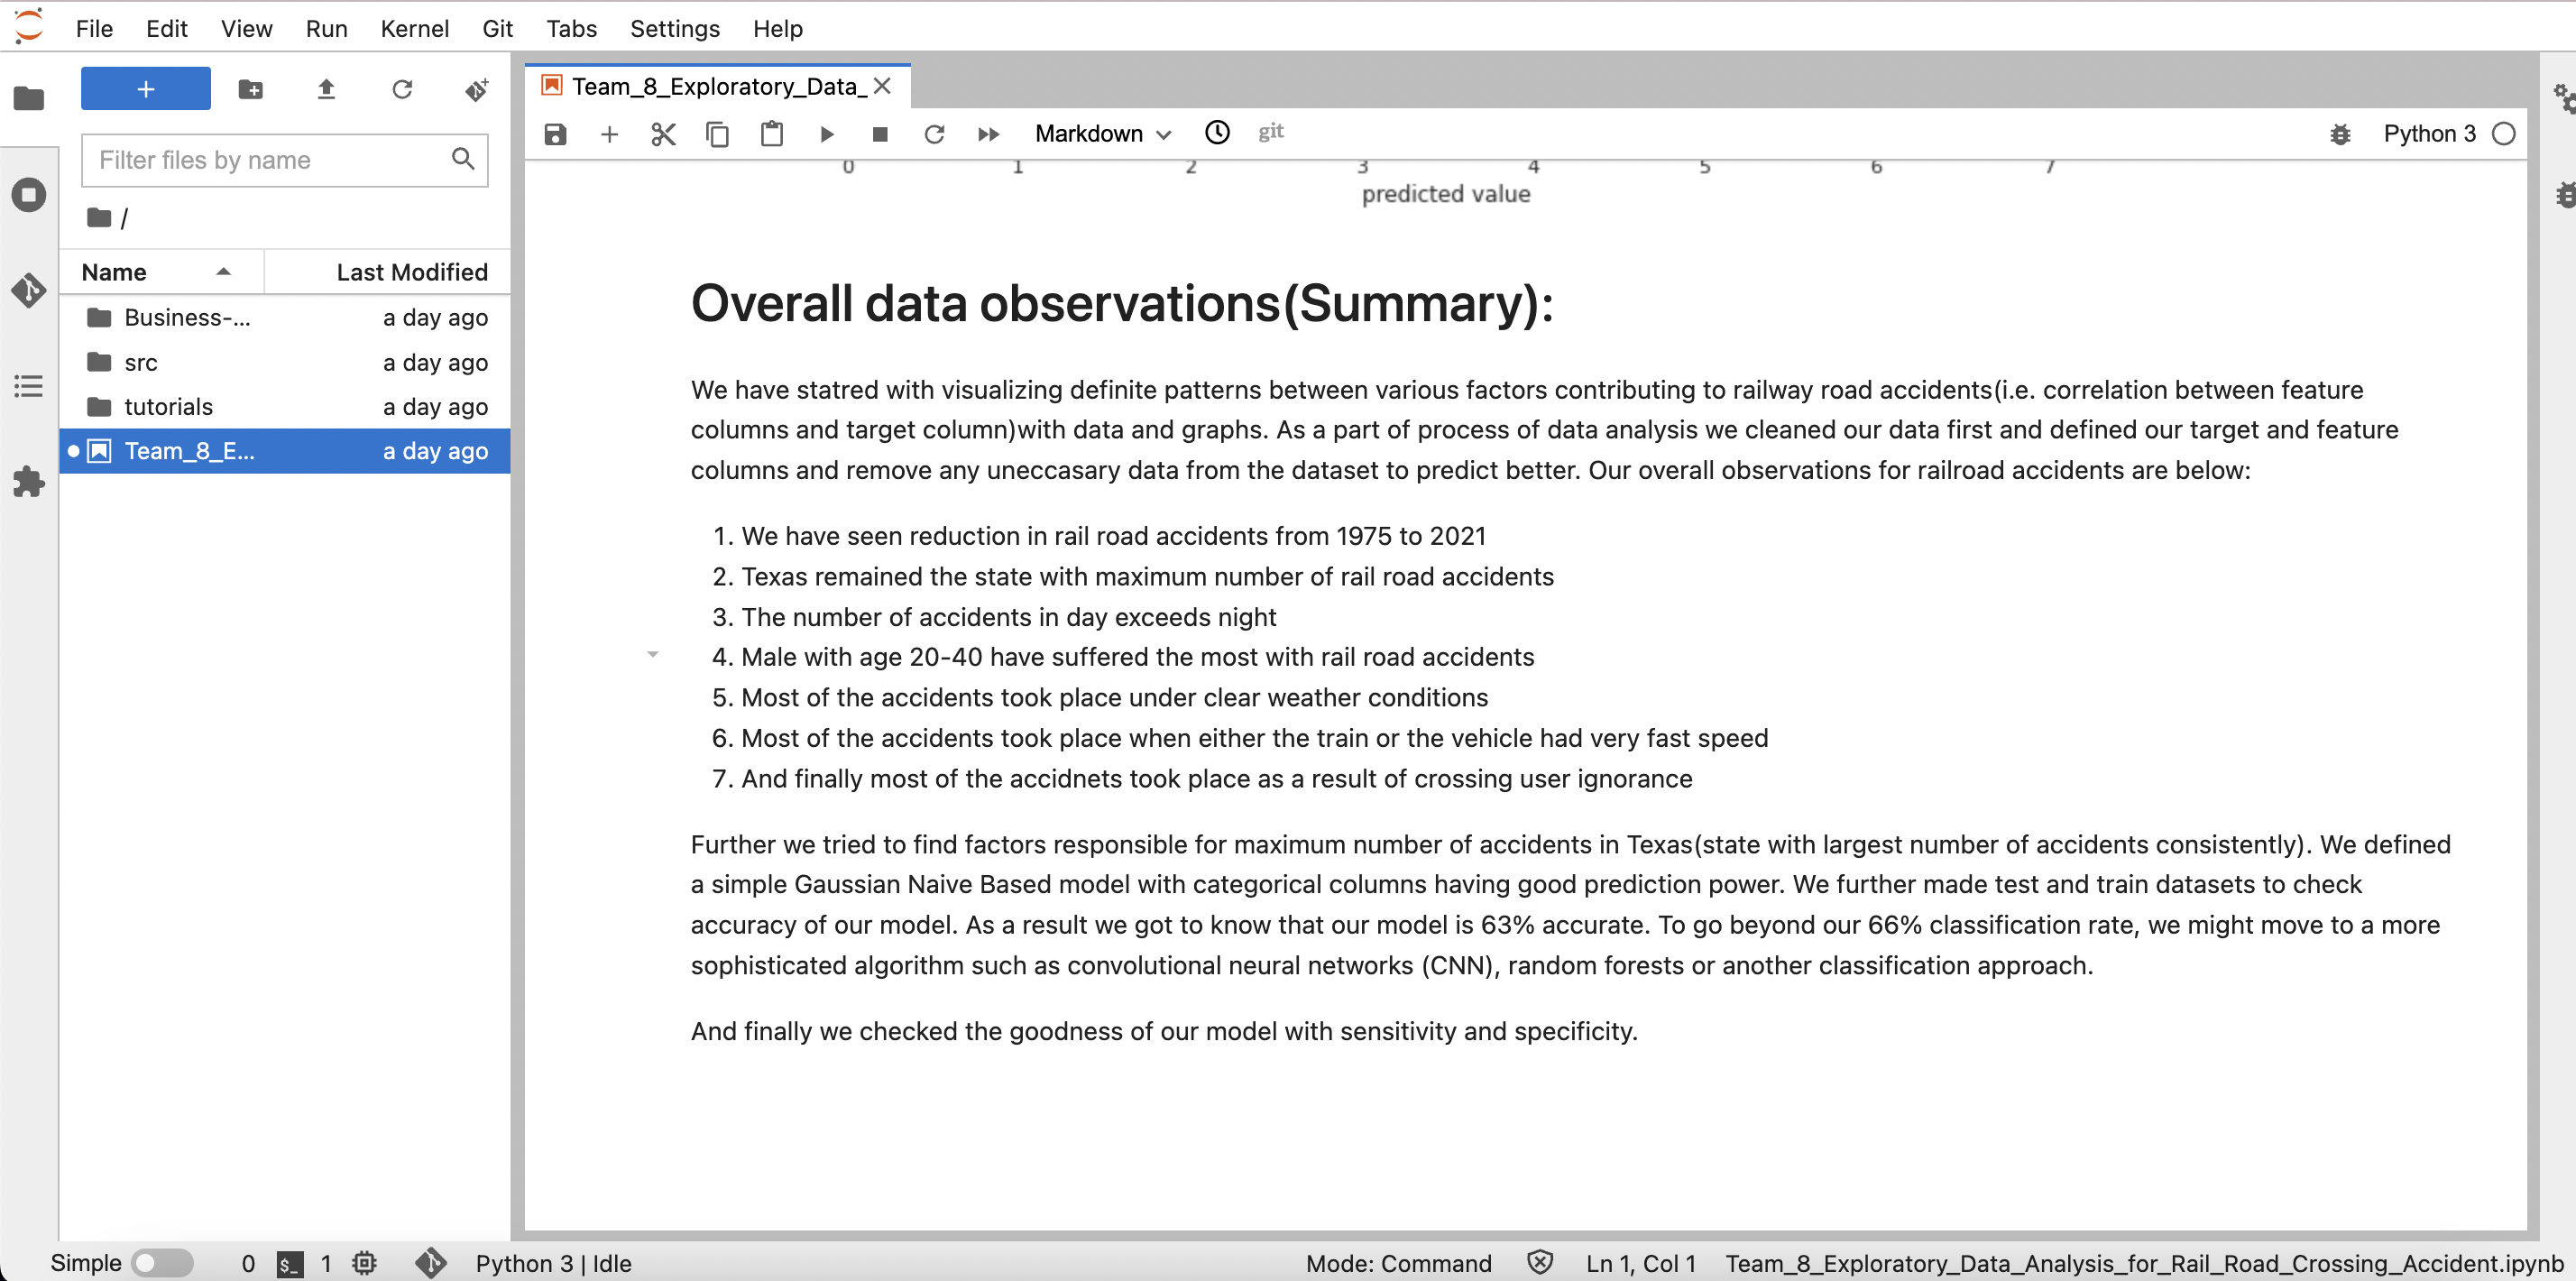 File Edit View Run Kernel Git Tabs Settings Help
Team_8_Exploratory_Data_
Markdown git Python 3
Filter files by name
/
Name Last Modified
Business-... a day ago
src a day ago
tutorials a day ago
Team_8_E... a day ago
0 1 2 3 4 5 6 7
predicted value
Overall data observations(Summary):
We have statred with visualizing definite patterns between various factors contributing to railway road accidents(i.e. correlation between feature
columns and target column)with data and graphs. As a part of process of data analysis we cleaned our data first and defined our target and feature
columns and remove any uneccasary data from the dataset to predict better. Our overall observations for railroad accidents are below:
1. We have seen reduction in rail road accidents from 1975 to 2021
2. Texas remained the state with maximum number of rail road accidents
3. The number of accidents in day exceeds night
4. Male with age 20-40 have suffered the most with rail road accidents
5. Most of the accidents took place under clear weather conditions
6. Most of the accidents took place when either the train or the vehicle had very fast speed
7. And finally most of the accidnets took place as a result of crossing user ignorance
Further we tried to find factors responsible for maximum number of accidents in Texas(state with largest number of accidents consistently). We defined
a simple Gaussian Naive Based model with categorical columns having good prediction power. We further made test and train datasets to check
accuracy of our model. As a result we got to know that our model is 63% accurate. To go beyond our 66% classification rate, we might move to a more
sophisticated algorithm such as convolutional neural networks (CNN), random forests or another classification approach.
And finally we checked the goodness of our model with sensitivity and specificity.
Simple 0 $_ 1 Python 3 | Idle Mode: Command Ln 1, Col 1 Team_8_Exploratory_Data_Analysis_for_Rail_Road_Crossing_Accident.ipynb